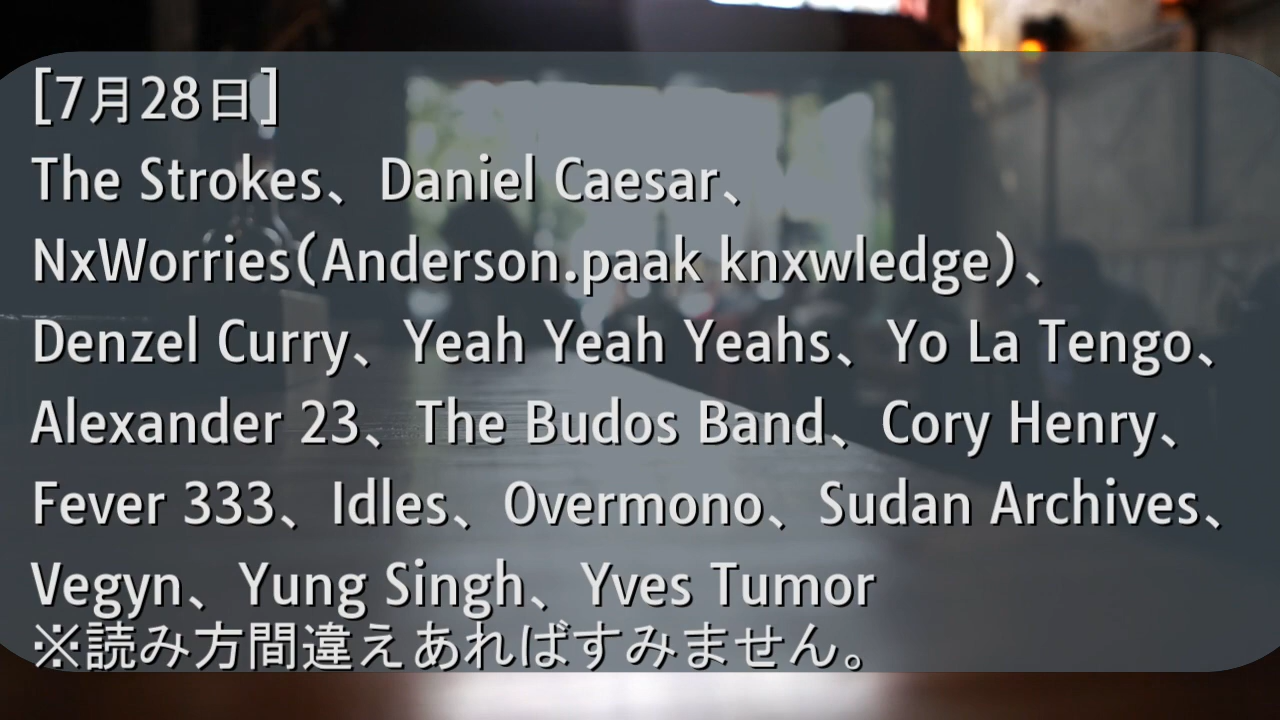 [7月28日]
The Strokes、Daniel Caesar、
NxWorries(Anderson.paak knxwledge)、
Denzel Curry、Yeah Yeah Yeahs、Yo La Tengo、
Alexander 23、The Budos Band、Cory Henry、
Fever 333、Idles、Overmono、Sudan Archives、
Vegyn、Yung Singh、Yves Tumor
※読み方間違えあればすみません。